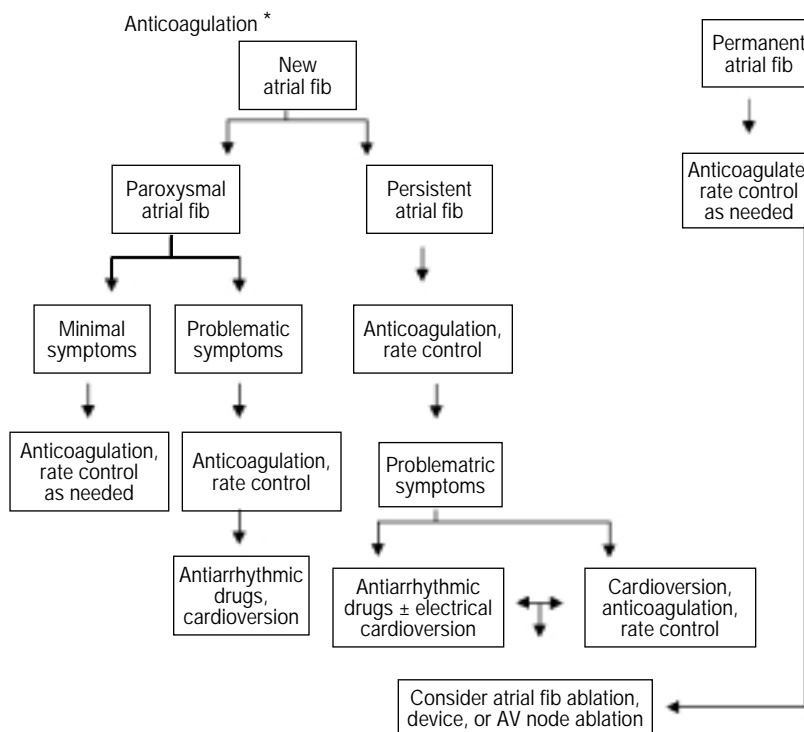 Anticoagulation *
New
atrial fib
Permanent
atrial fib
Paroxysmal
atrial fib
Persistent
atrial fib
Anticoagulate,
rate control
as needed
Minimal
symptoms
Problematic
symptoms
Anticoagulation,
rate control
Anticoagulation,
rate control
as needed
Anticoagulation,
rate control
Problematric
symptoms
Antiarrhythmic
drugs,
cardioversion
Antiarrhythmic
drugs ± electrical
cardioversion
Cardioversion,
anticoagulation,
rate control
Consider atrial fib ablation,
device, or AV node ablation